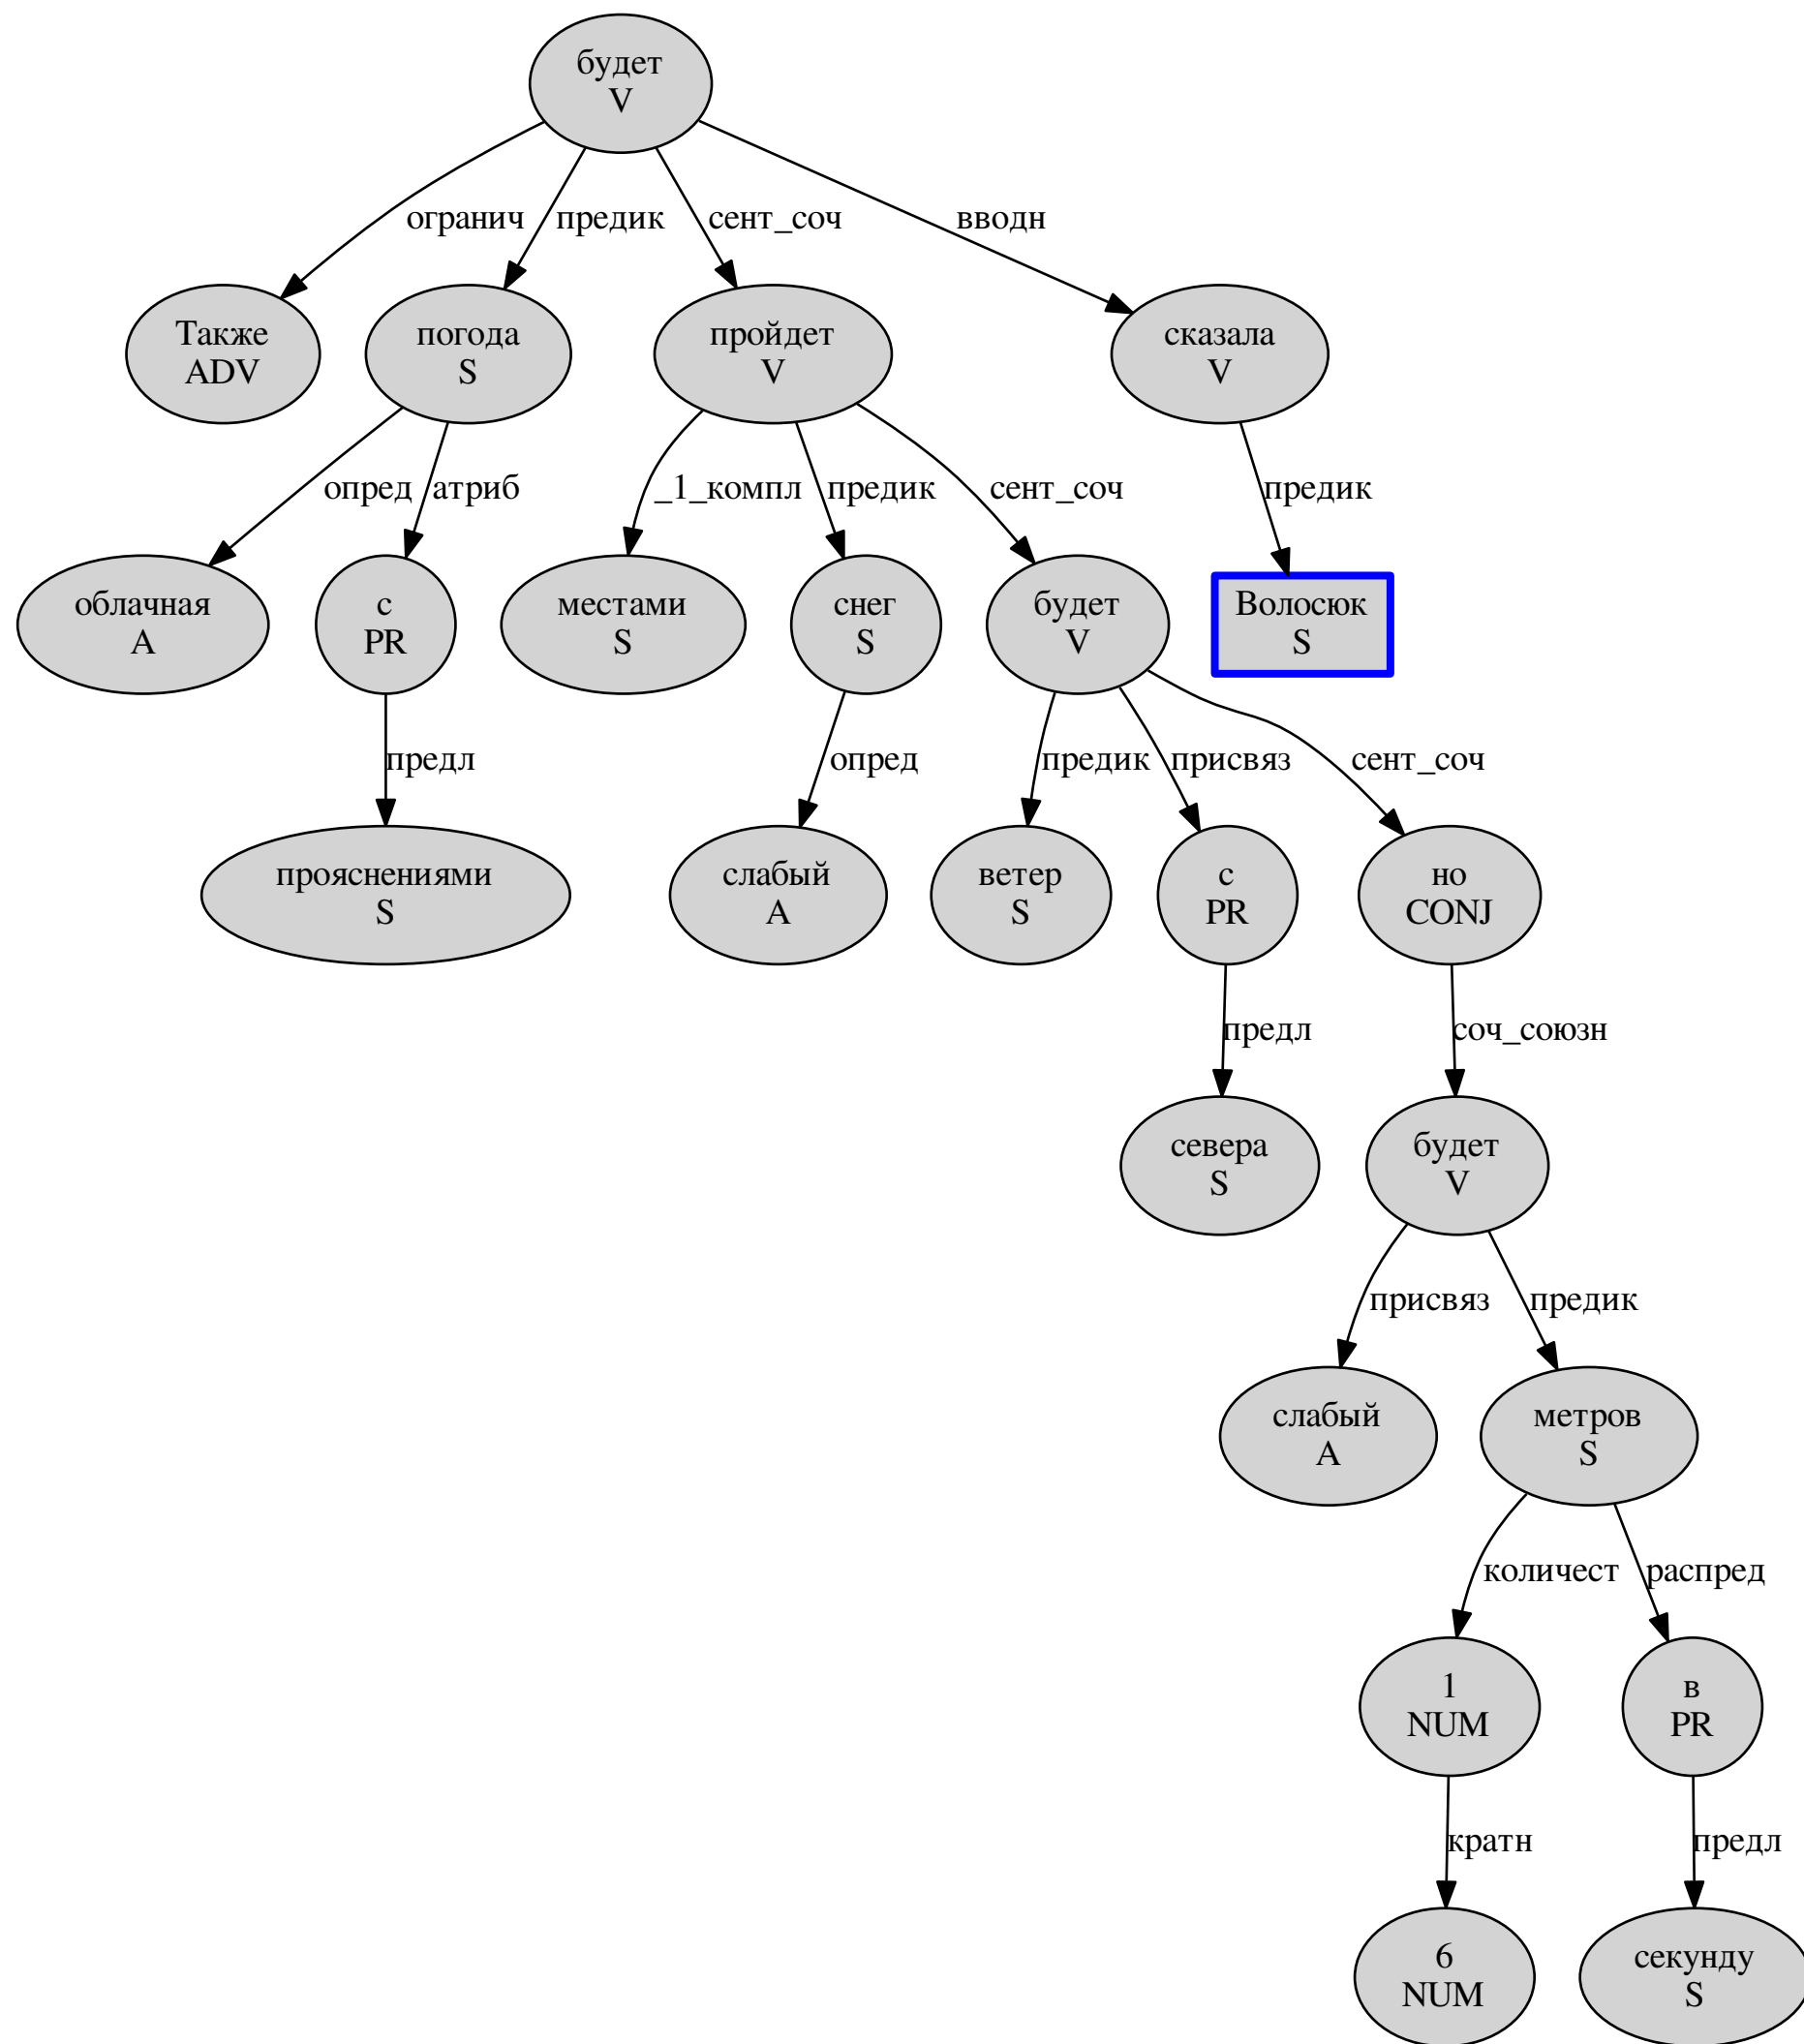 будет
V
огранич
предик
сент_соч
вводн
Также
ADV
погода
S
пройдет
V
сказала
V
опред
атриб
_1_компл
предик
сент_соч
предик
облачная
A
с
PR
местами
S
снег
S
будет
V
Волосюк
S
предл
опред
предик
присвяз
сент_соч
прояснениями
S
слабый
A
ветер
S
с
PR
но
CONJ
предл
соч_союзн
севера
S
будет
V
присвяз
предик
слабый
A
метров
S
количест
распред
1
NUM
в
PR
кратн
предл
6
NUM
секунду
S